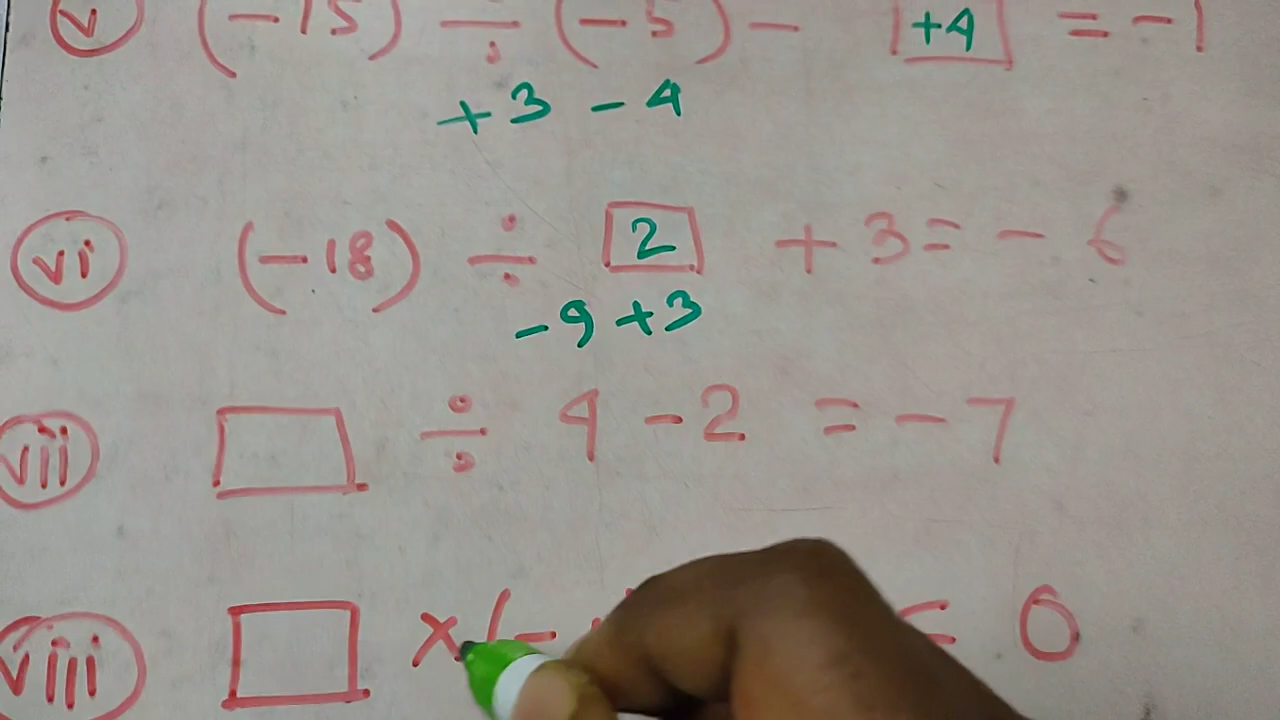 v (-15) ÷ (-5) - +4 = -1
+3 -4
vi (-18) ÷ 2 + 3 = - 6
-9 +3
vii ÷ 4 - 2 = - 7
viii x (- = 0